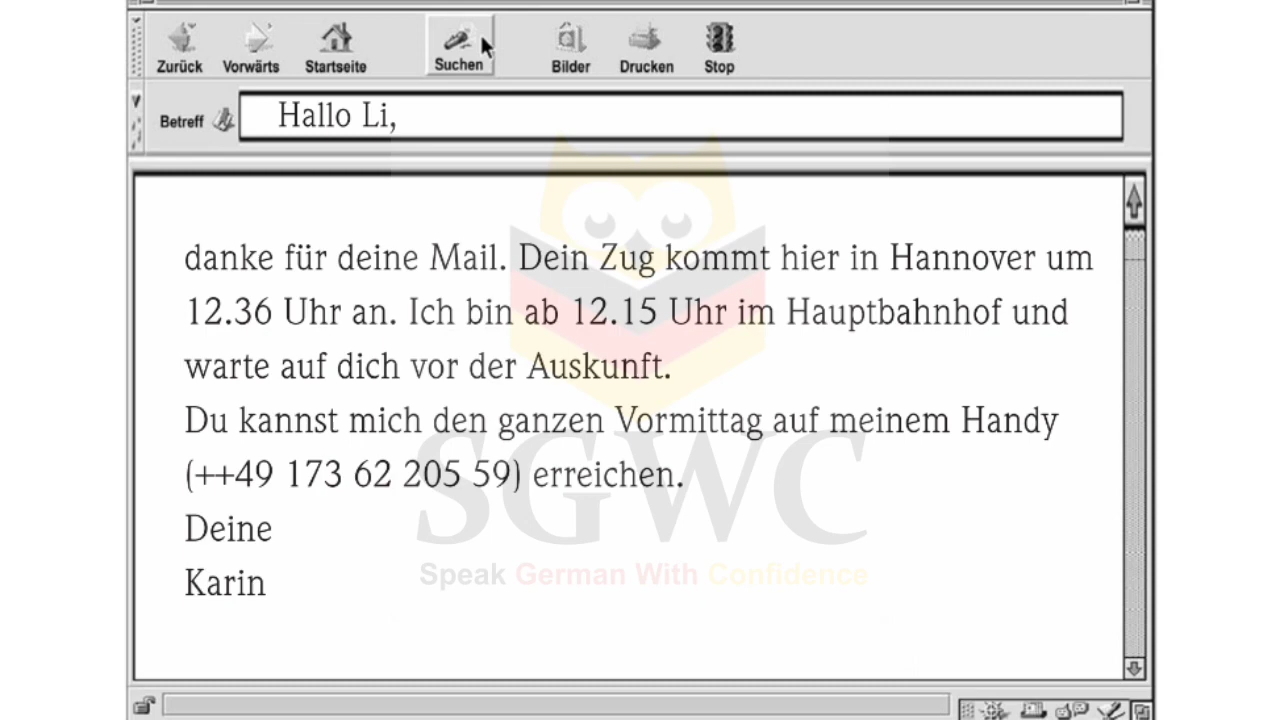 Zurück Vorwärts Startseite Suchen Bilder Drucken Stop
Betreff Hallo Li,
danke für deine Mail. Dein Zug kommt hier in Hannover um
12.36 Uhr an. Ich bin ab 12.15 Uhr im Hauptbahnhof und
warte auf dich vor der Auskunft.
Du kannst mich den ganzen Vormittag auf meinem Handy
(++49 173 62 205 59) erreichen.
Deine
Karin
SGWC
Speak German With Confidence